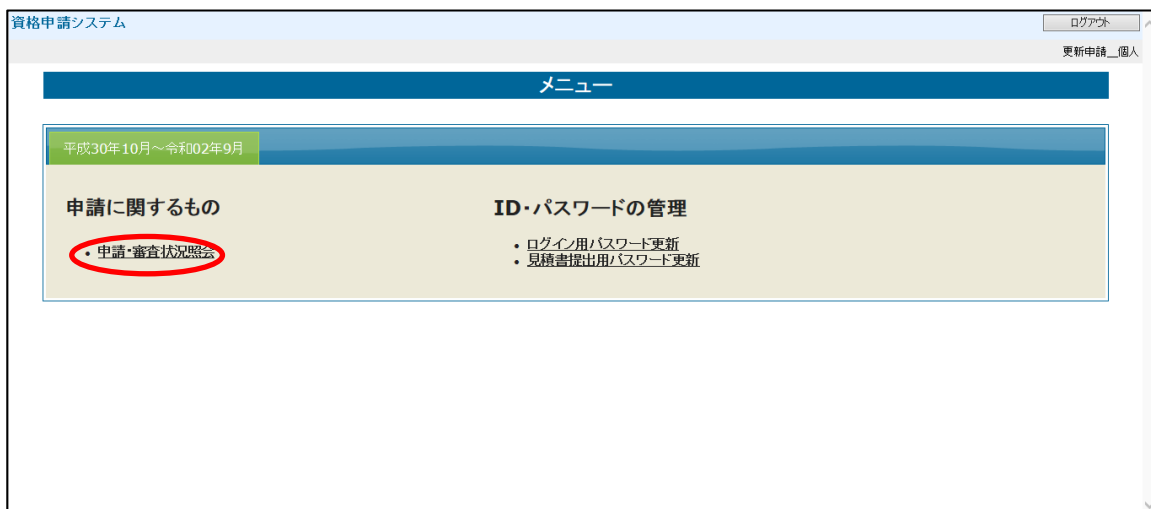 資格申請システム
ログアウト
更新申請__個人
メニュー
平成30年10月～令和02年9月
申請に関するもの
・申請・審査状況照会
ID・パスワードの管理
・ログイン用パスワード更新
・見積書提出用パスワード更新